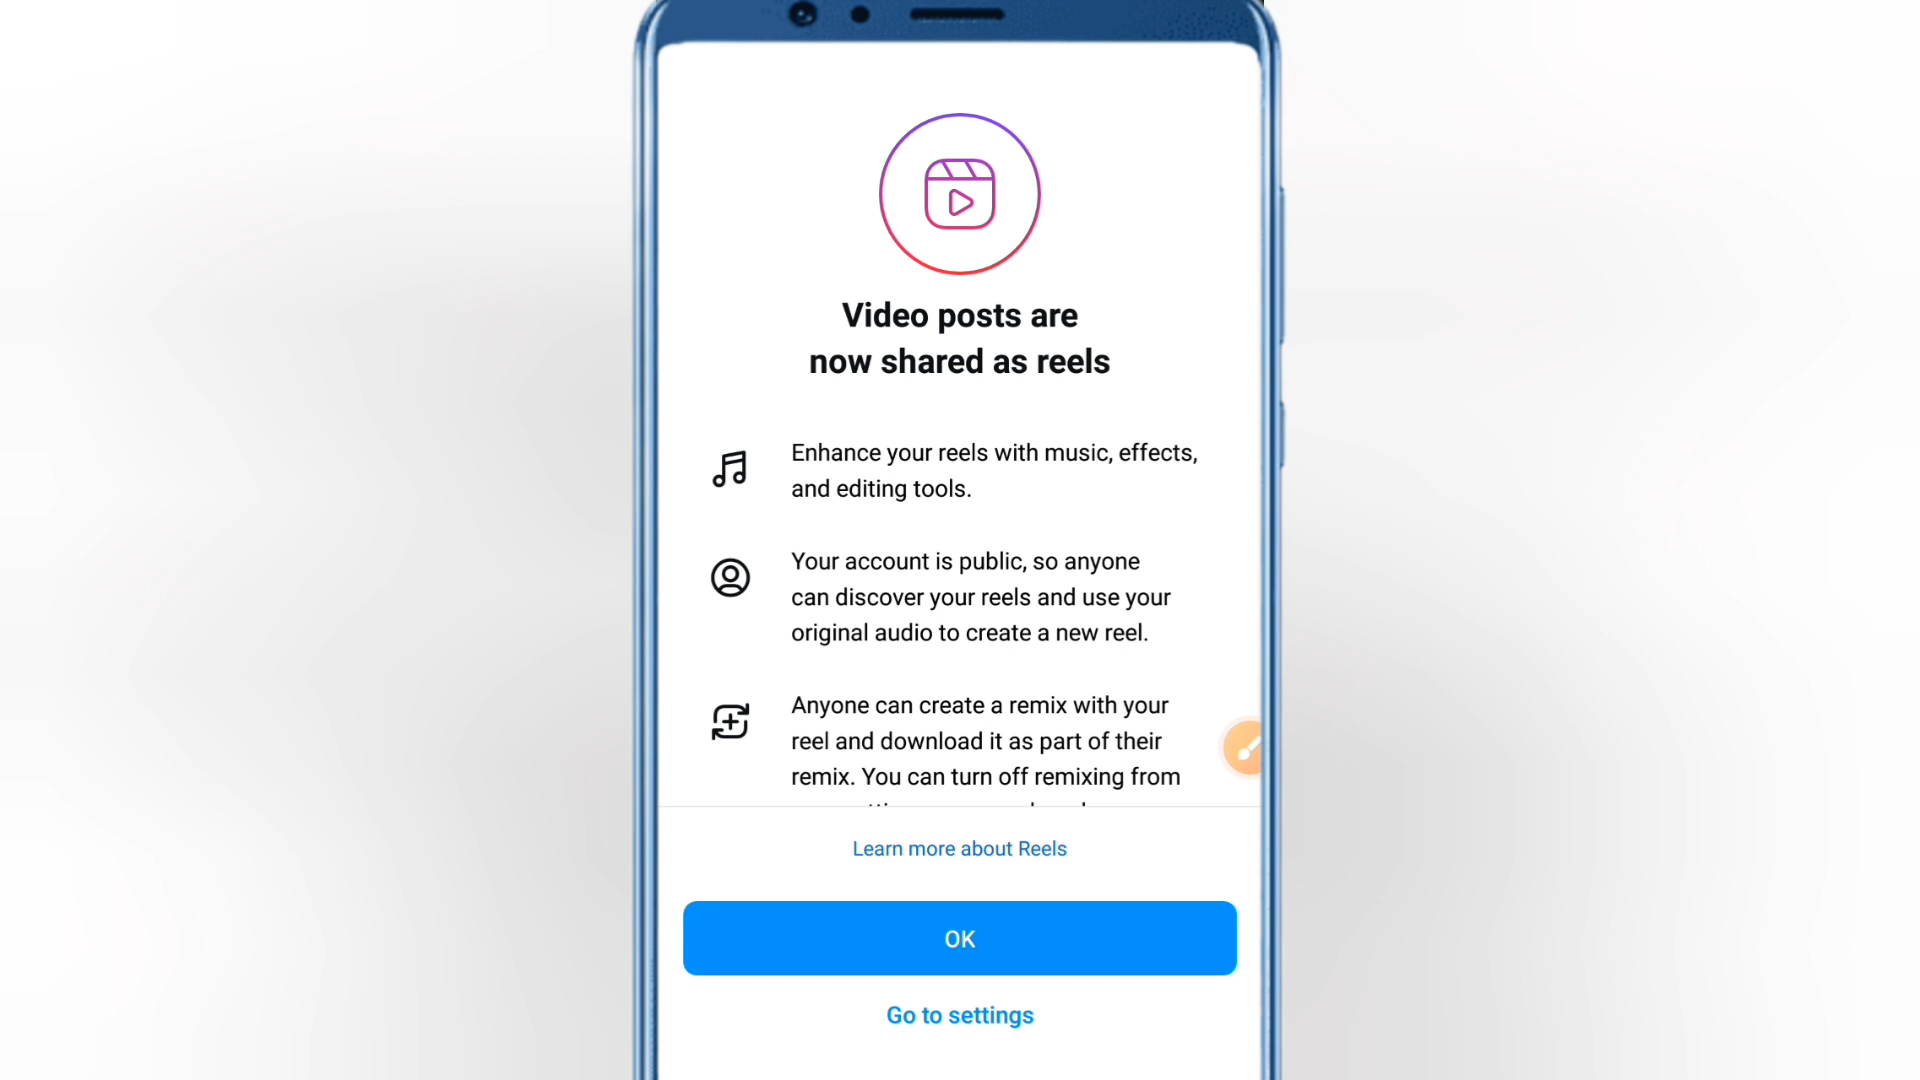 Video posts are
now shared as reels
Enhance your reels with music, effects,
and editing tools.
Your account is public, so anyone
can discover your reels and use your
original audio to create a new reel.
Anyone can create a remix with your
reel and download it as part of their
remix. You can turn off remixing from
Learn more about Reels
OK
Go to settings